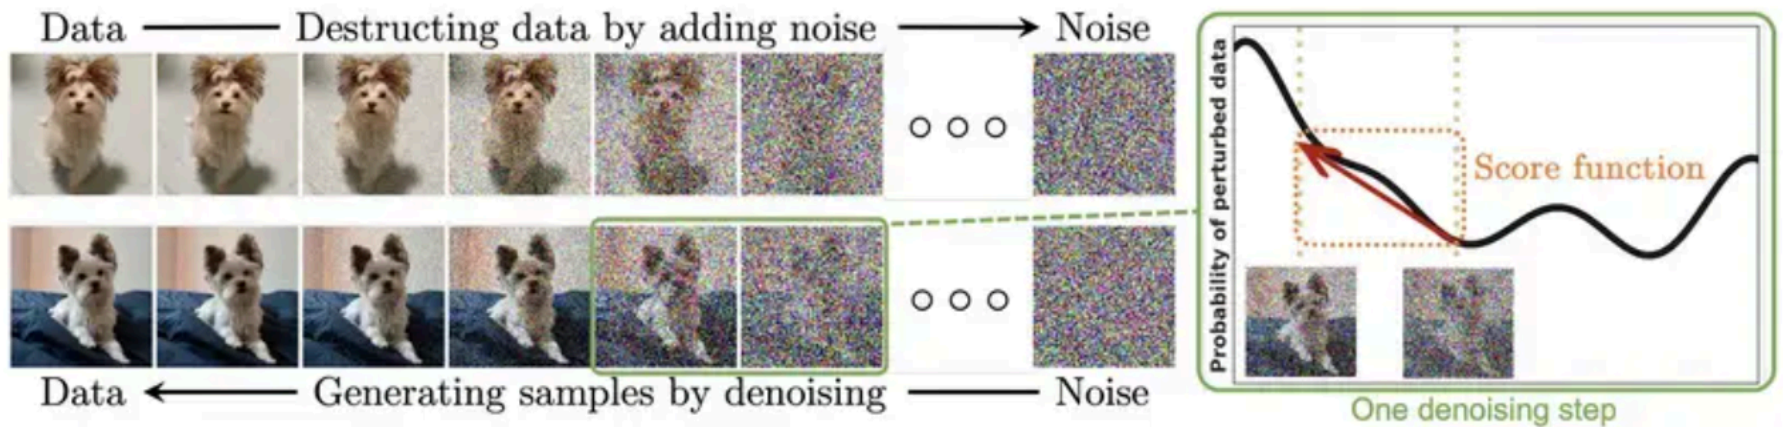 Data Destructing data by adding noise Noise
Probability of perturbed data
Score function
Data Generating samples by denoising Noise
One denoising step